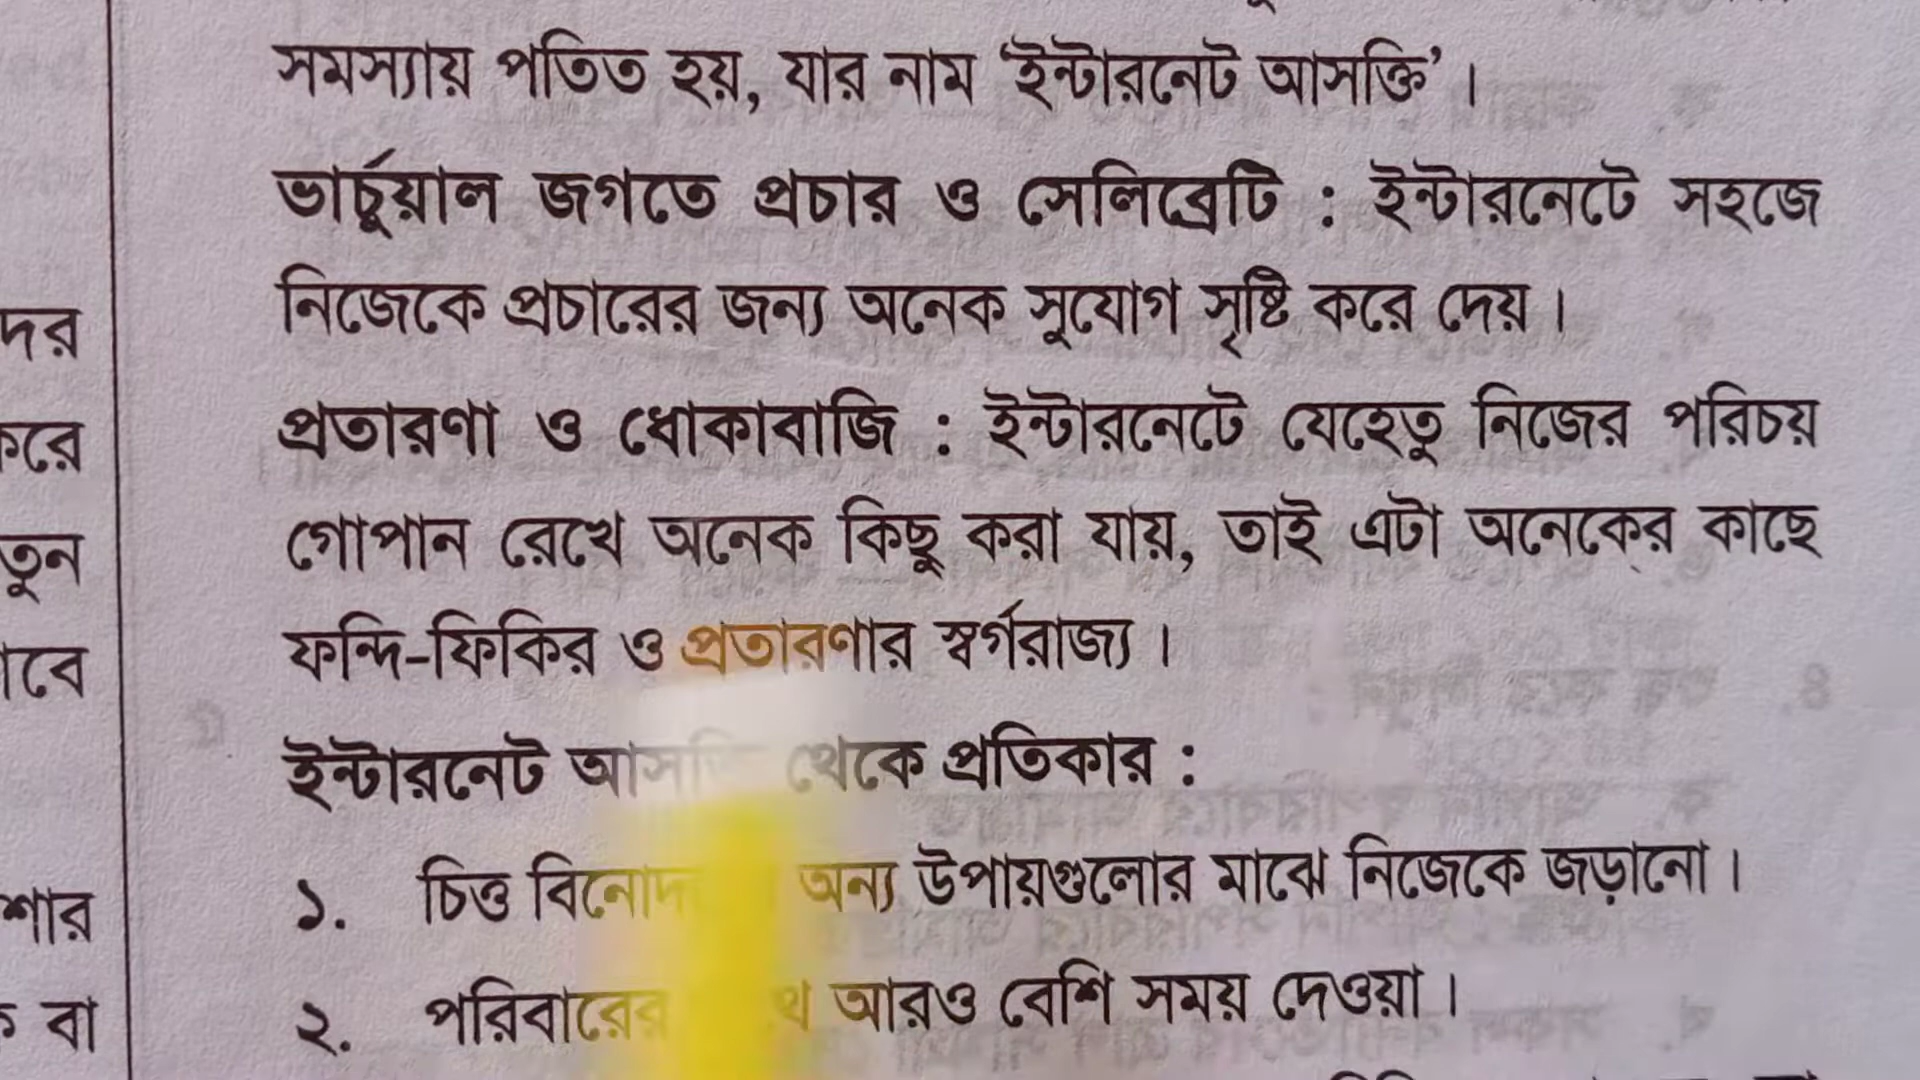 সমস্যায় পতিত হয়, যার নাম ‘ইন্টারনেট আসক্তি’।
ভার্চুয়াল জগতে প্রচার ও সেলিব্রেটি : ইন্টারনেটে সহজে
নিজেকে প্রচারের জন্য অনেক সুযোগ সৃষ্টি করে দেয়।
দর
প্রতারণা ও ধোকাবাজি : ইন্টারনেটে যেহেতু নিজের পরিচয়
করে
গোপান রেখে অনেক কিছু করা যায়, তাই এটা অনেকের কাছে
তুন
ফন্দি-ফিকির ও প্রতারণার স্বর্গরাজ্য।
াবে
ইন্টারনেট থেকে প্রতিকার :
১. চিত্ত অন্য উপায়গুলোর মাঝে নিজেকে জড়ানো।
শার
২. পরিবারের আরও বেশি সময় দেওয়া।
বা